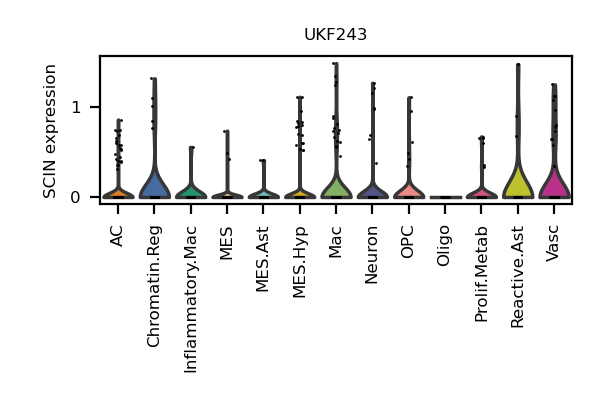 UKF243
SCIN expression
1
0
AC
Chromatin.Reg
Inflammatory.Mac
MES
MES.Ast
MES.Hyp
Mac
Neuron
OPC
Oligo
Prolif.Metab
Reactive.Ast
Vasc